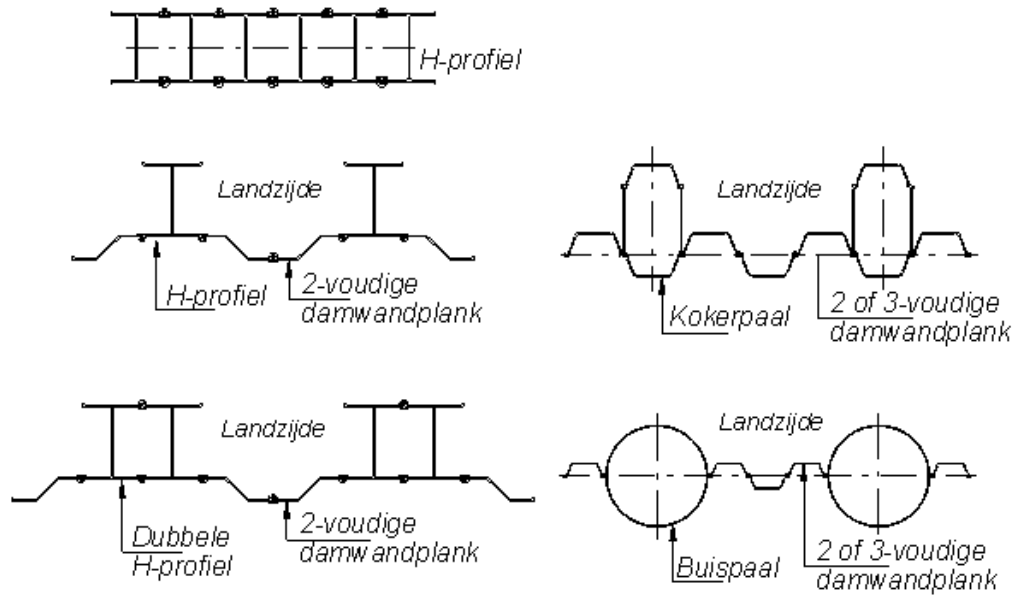 H-profiel
Landzijde
H-profiel
2-voudige
damwandplank
Landzijde
Kokerpaal
2 of 3-voudige
damwandplank
Landzijde
Dubbele
H-profiel
2-voudige
damwandplank
Landzijde
Buispaal
2 of 3-voudige
damwandplank